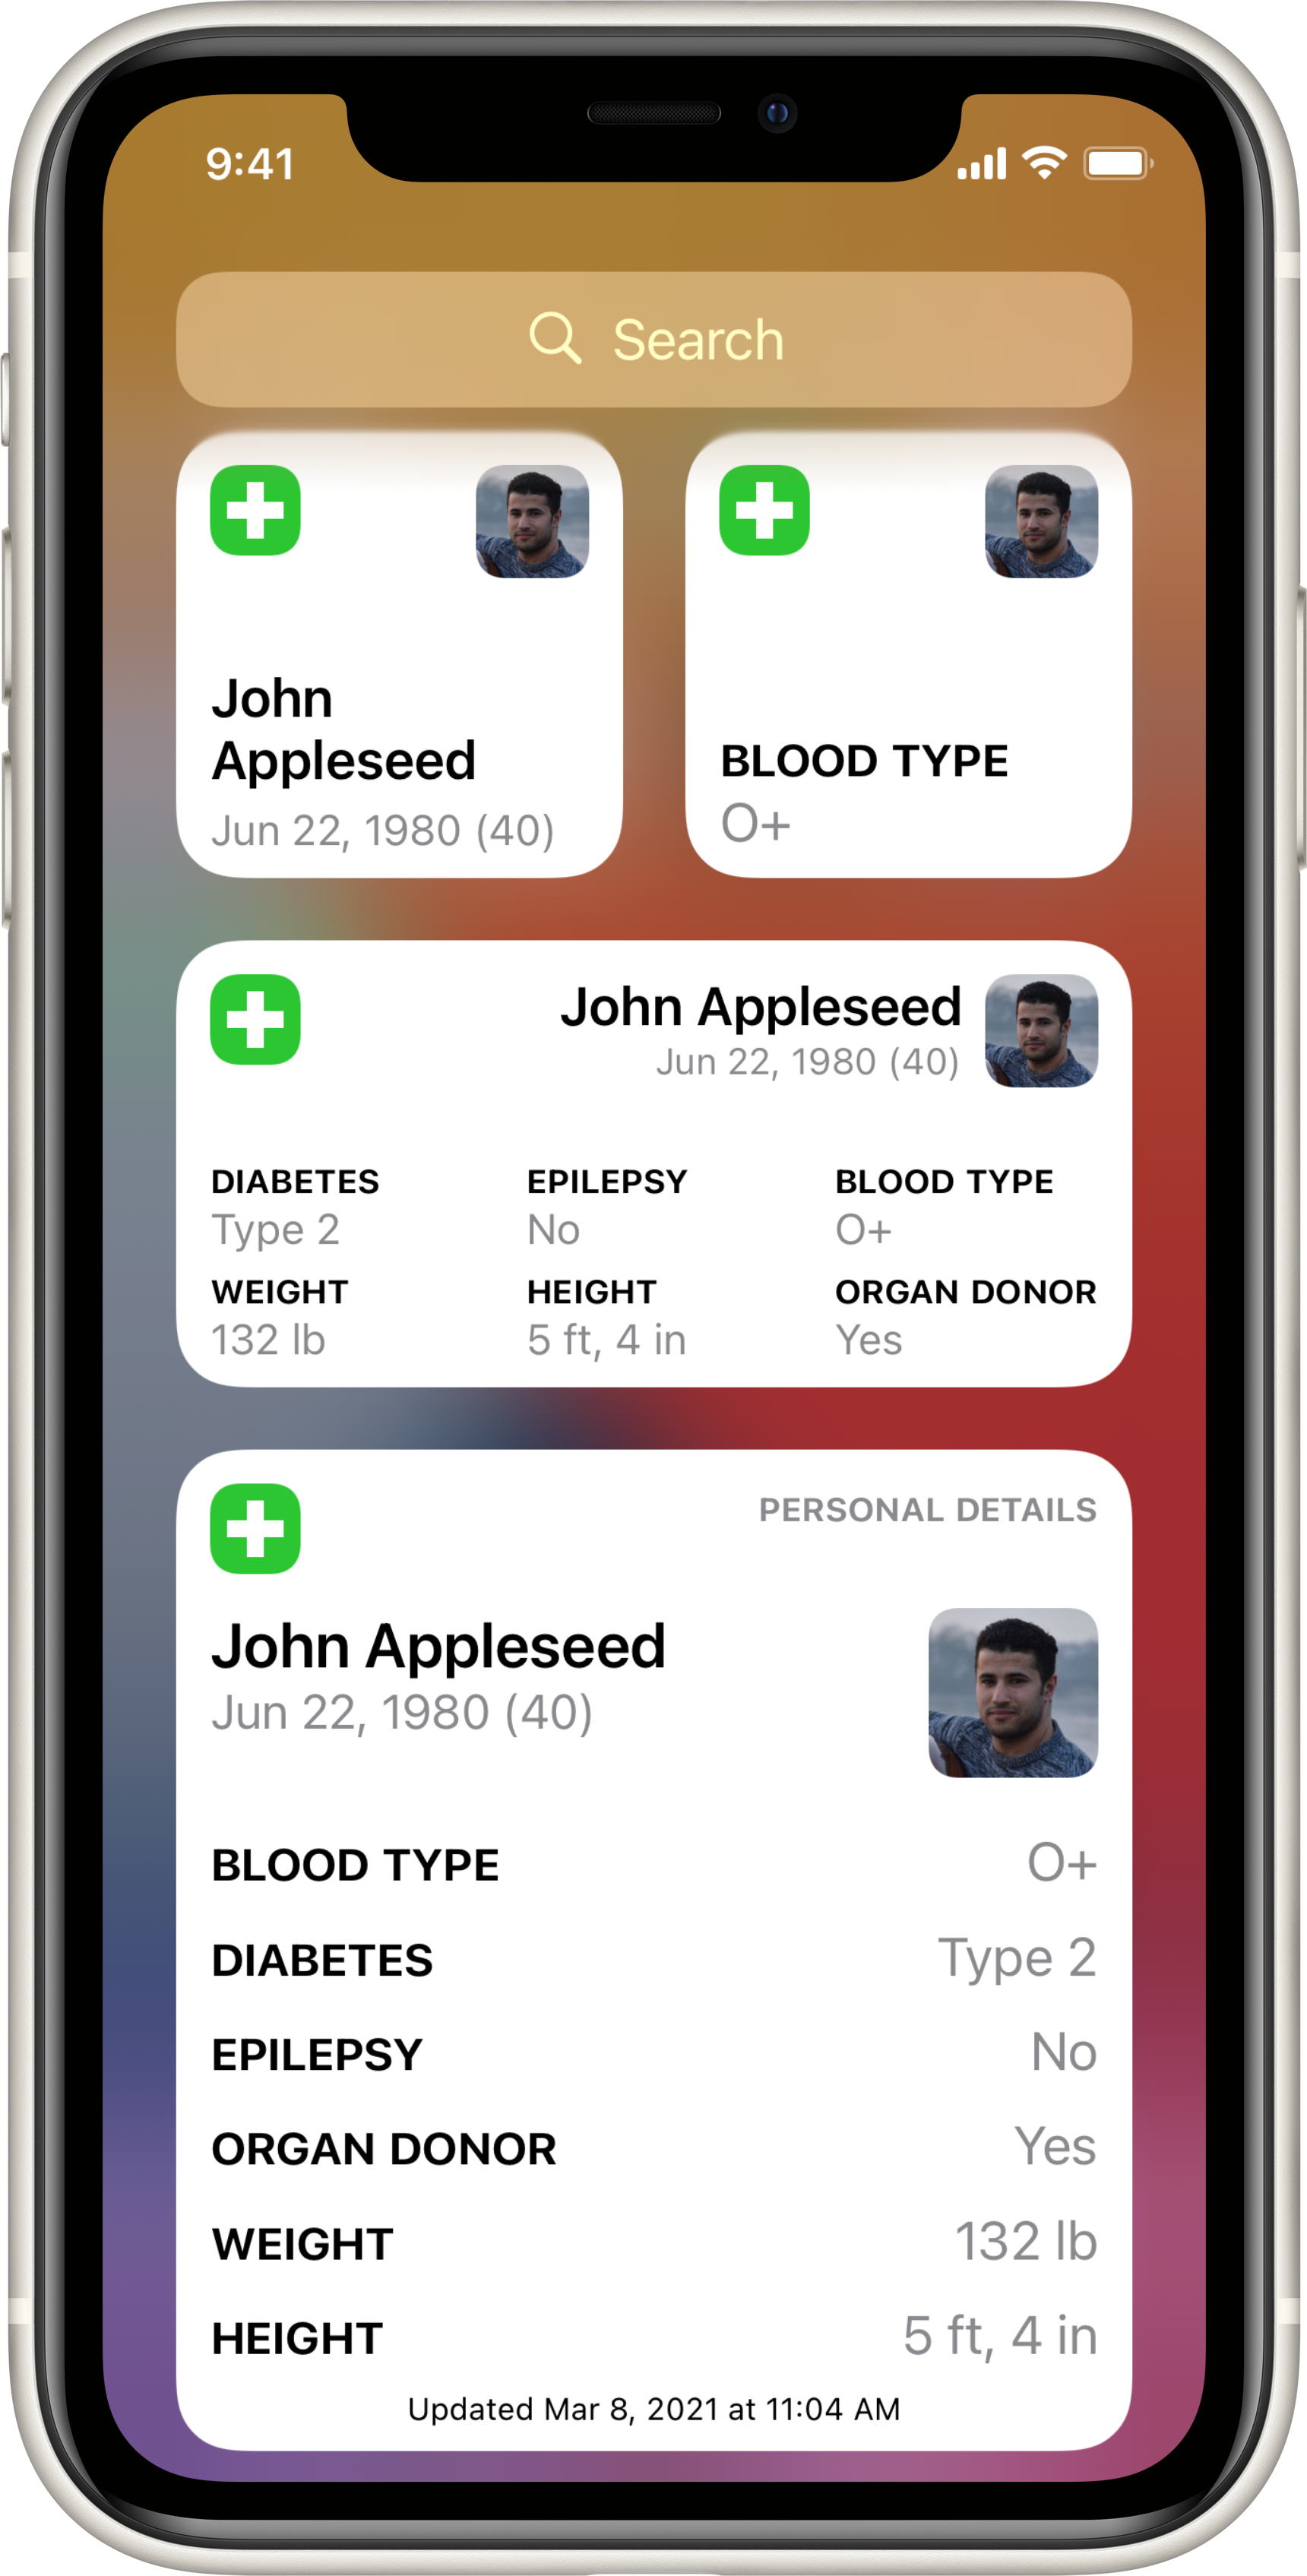 9:41
Search
John
Appleseed
Jun 22, 1980 (40)
BLOOD TYPE
O+
John Appleseed
Jun 22, 1980 (40)
DIABETES EPILEPSY BLOOD TYPE
Type 2 No O+
WEIGHT HEIGHT ORGAN DONOR
132 lb 5 ft, 4 in Yes
PERSONAL DETAILS
John Appleseed
Jun 22, 1980 (40)
BLOOD TYPE O+
DIABETES Type 2
EPILEPSY No
ORGAN DONOR Yes
WEIGHT 132 lb
HEIGHT 5 ft, 4 in
Updated Mar 8, 2021 at 11:04 AM